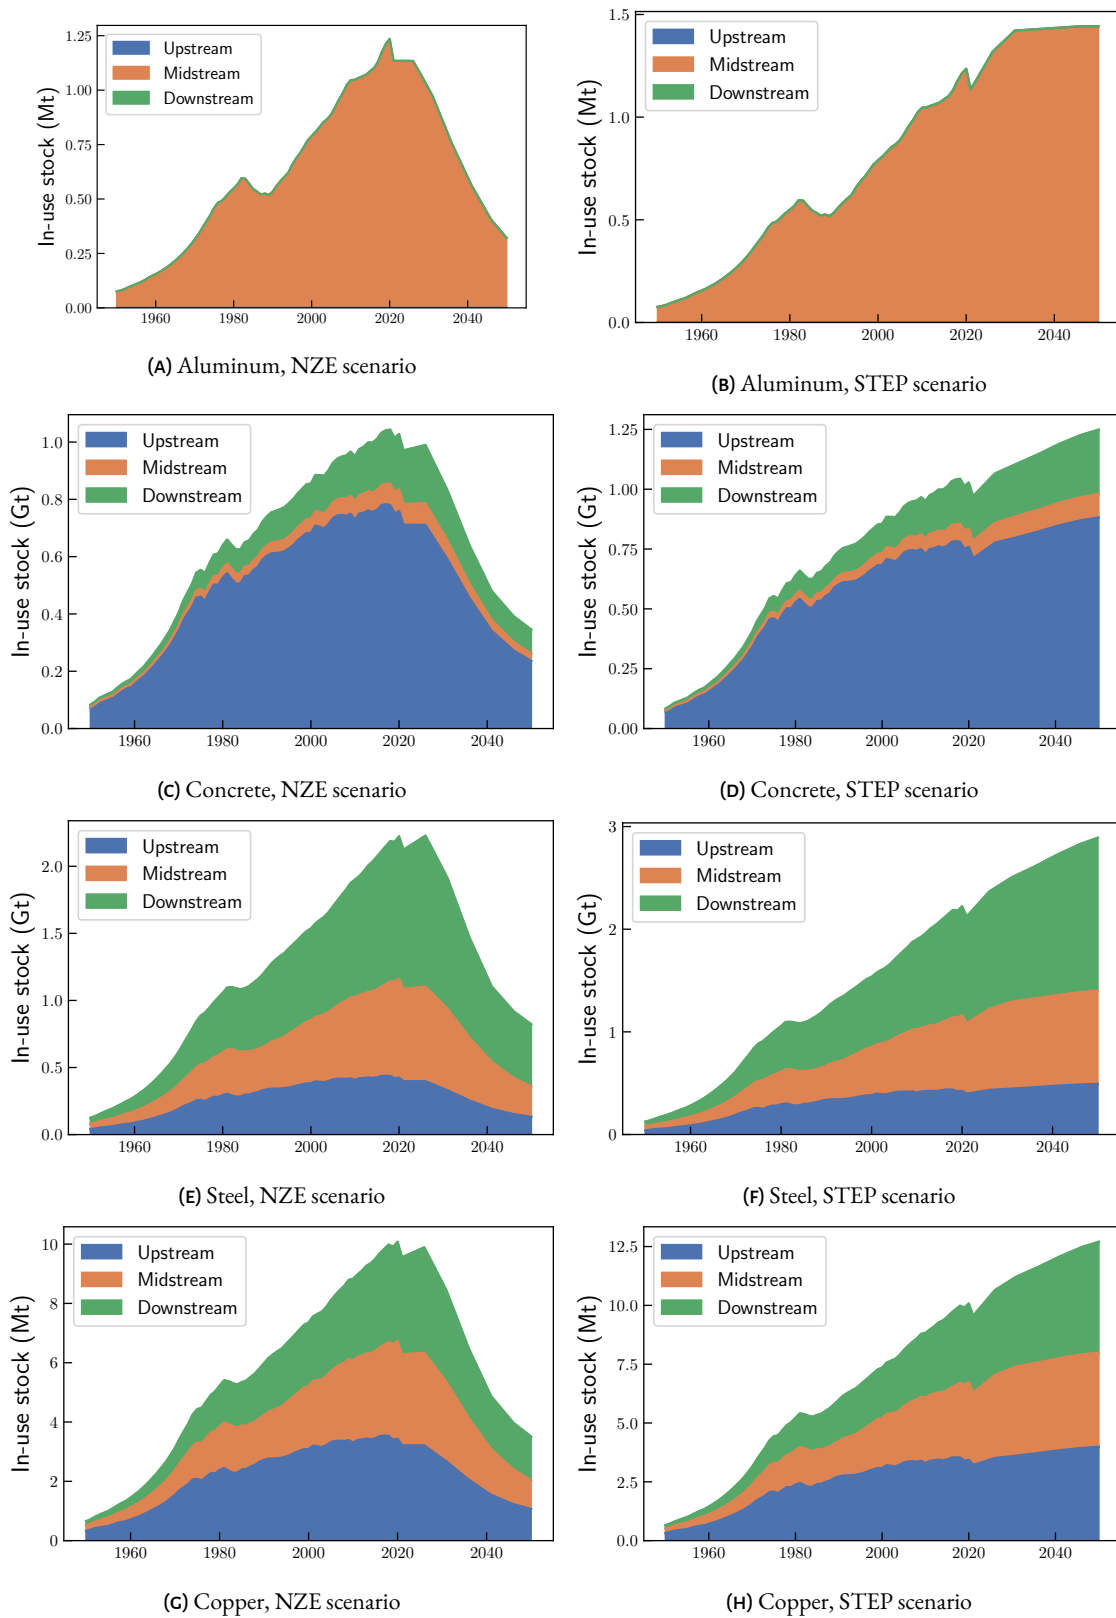 In-use stock (Mt)
1.25
1.00
0.75
0.50
0.25
0.00
Upstream
Midstream
Downstream
1960 1980 2000 2020 2040
(A) Aluminum, NZE scenario
In-use stock (Mt)
1.5
1.0
0.5
0.0
Upstream
Midstream
Downstream
1960 1980 2000 2020 2040
(B) Aluminum, STEP scenario
In-use stock (Gt)
1.0
0.8
0.6
0.4
0.2
0.0
Upstream
Midstream
Downstream
1960 1980 2000 2020 2040
(C) Concrete, NZE scenario
In-use stock (Gt)
1.25
1.00
0.75
0.50
0.25
0.00
Upstream
Midstream
Downstream
1960 1980 2000 2020 2040
(D) Concrete, STEP scenario
In-use stock (Gt)
2.0
1.5
1.0
0.5
0.0
Upstream
Midstream
Downstream
1960 1980 2000 2020 2040
(E) Steel, NZE scenario
In-use stock (Gt)
3
2
1
0
Upstream
Midstream
Downstream
1960 1980 2000 2020 2040
(F) Steel, STEP scenario
In-use stock (Mt)
10
8
6
4
2
0
Upstream
Midstream
Downstream
1960 1980 2000 2020 2040
(G) Copper, NZE scenario
In-use stock (Mt)
12.5
10.0
7.5
5.0
2.5
0.0
Upstream
Midstream
Downstream
1960 1980 2000 2020 2040
(H) Copper, STEP scenario